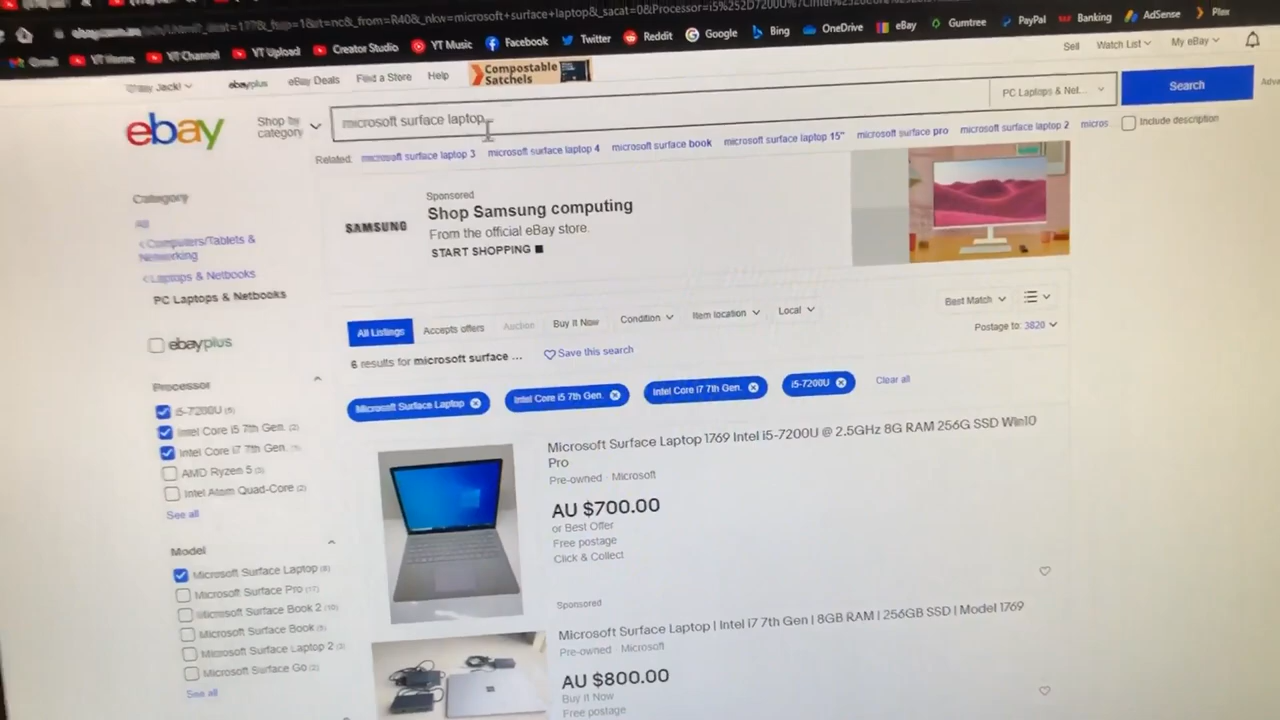 Gmail YT Home YT Channel YT Upload Creator Studio YT Music Facebook Twitter Reddit Google Bing OneDrive eBay Gumtree PayPal Banking AdSense Plex
Jack! ebayplus eBay Deals Find a Store Help Compostable Satchels Sell Watch List My eBay
ebay Shop by category microsoft surface laptop PC Laptops & Net... Search
Related: microsoft surface laptop 3 microsoft surface laptop 4 microsoft surface book microsoft surface laptop 15" microsoft surface pro microsoft surface laptop 2 micros Include description
Category
All
< Computers/Tablets & Networking
< Laptops & Netbooks
PC Laptops & Netbooks
ebayplus
Processor
i5-7200U (5)
Intel Core i5 7th Gen. (2)
Intel Core i7 7th Gen.
AMD Ryzen 5
Intel Atom Quad-Core (2)
See all
Model
Microsoft Surface Laptop
Microsoft Surface Pro (17)
Microsoft Surface Book 2 (10)
Microsoft Surface Book
Microsoft Surface Laptop 2
Microsoft Surface Go (2)
See all
SAMSUNG
Sponsored
Shop Samsung computing
From the official eBay store.
START SHOPPING
All Listings Accepts offers Auction Buy It Now Condition Item location Local Best Match
6 results for microsoft surface ... Save this search Postage to: 3820
Microsoft Surface Laptop Intel Core i5 7th Gen. Intel Core i7 7th Gen. i5-7200U Clear all
Microsoft Surface Laptop 1769 Intel i5-7200U @ 2.5GHz 8G RAM 256G SSD Win10
Pro
Pre-owned · Microsoft
AU $700.00
or Best Offer
Free postage
Click & Collect
Sponsored
Microsoft Surface Laptop | Intel i7 7th Gen | 8GB RAM | 256GB SSD | Model 1769
Pre-owned · Microsoft
AU $800.00
Buy It Now
Free postage